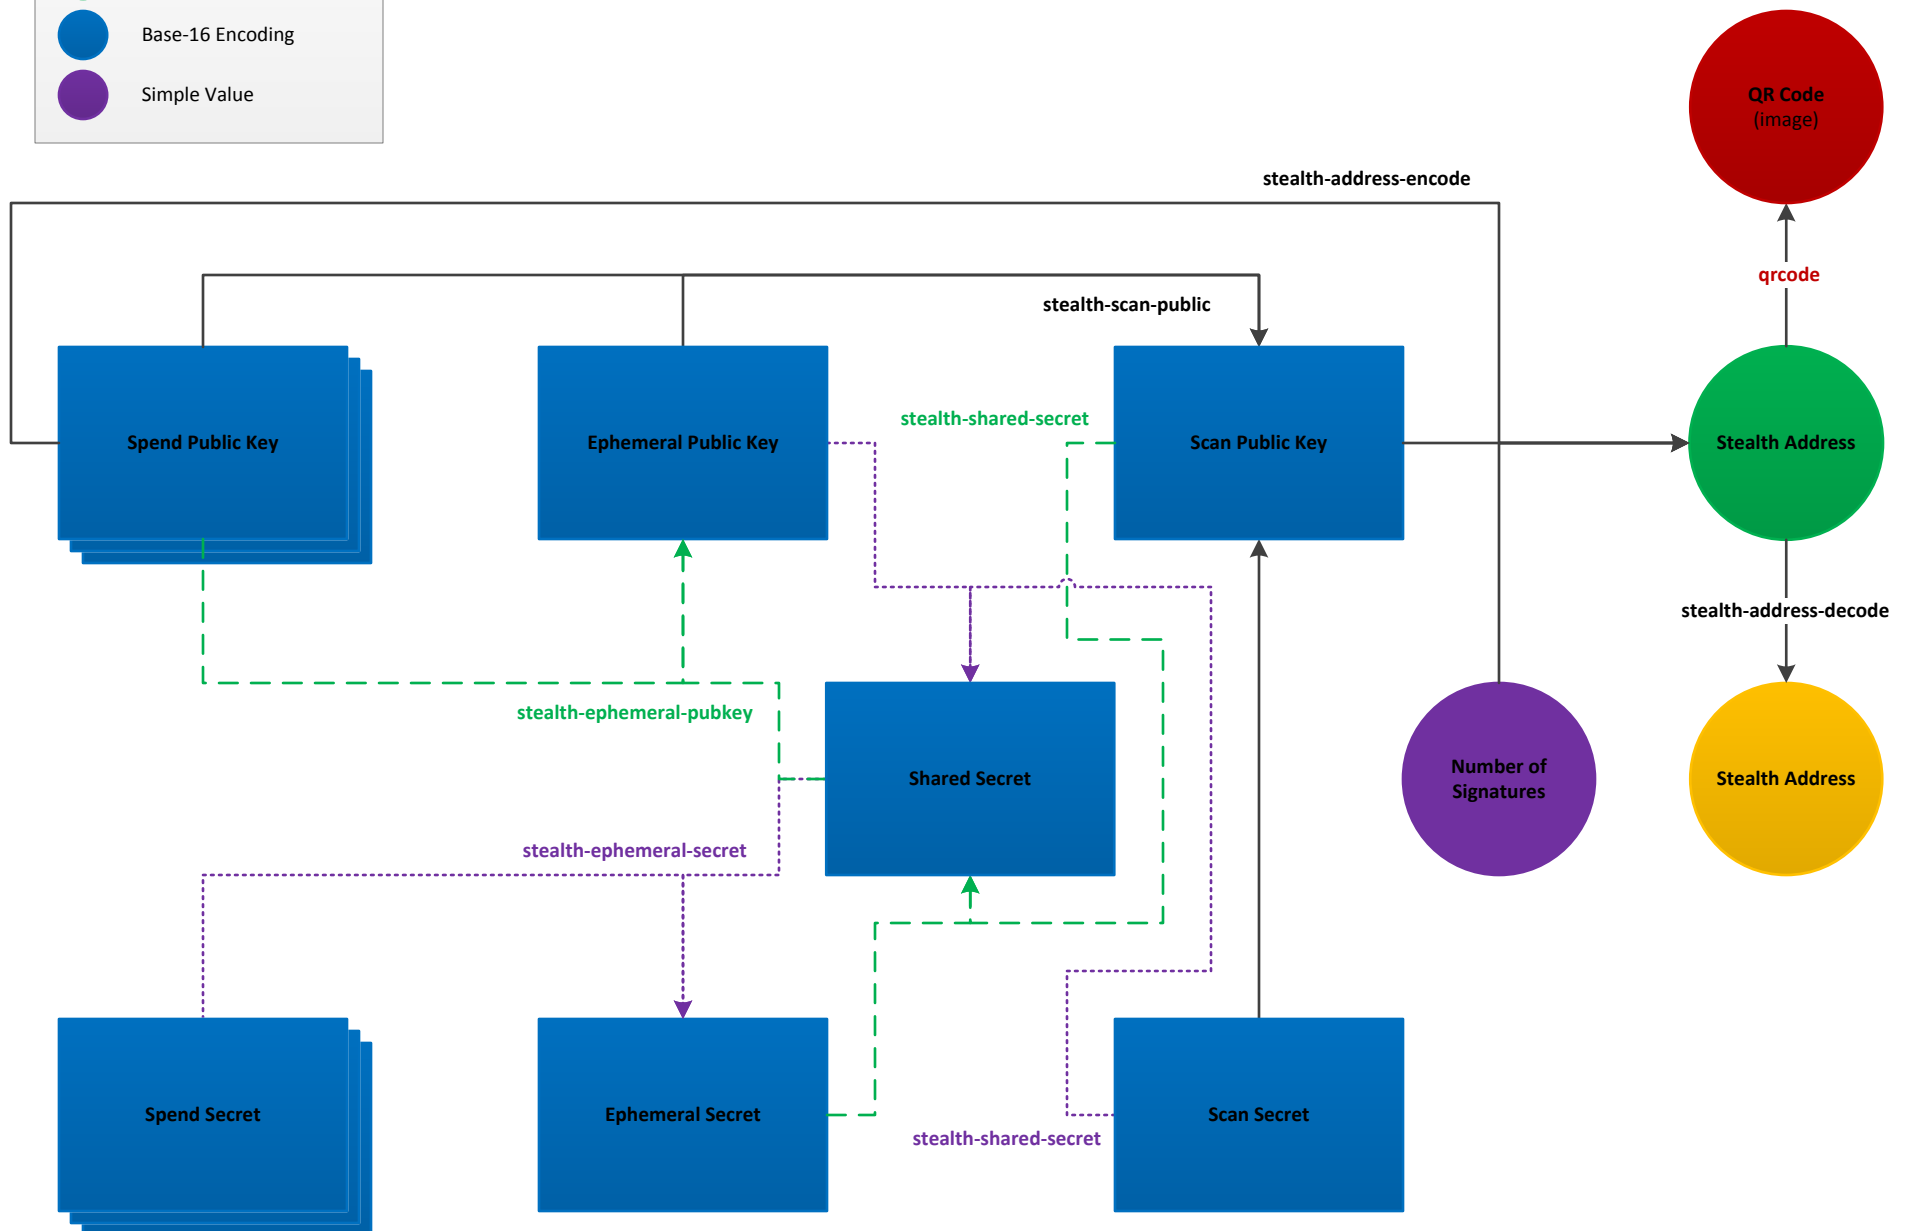 Base-16 Encoding
Simple Value
QR Code
(image)
stealth-address-encode
qrcode
stealth-scan-public
stealth-shared-secret
Spend Public Key
Ephemeral Public Key
Scan Public Key
Stealth Address
stealth-address-decode
stealth-ephemeral-pubkey
Shared Secret
Number of
Signatures
Stealth Address
stealth-ephemeral-secret
Spend Secret
Ephemeral Secret
Scan Secret
stealth-shared-secret